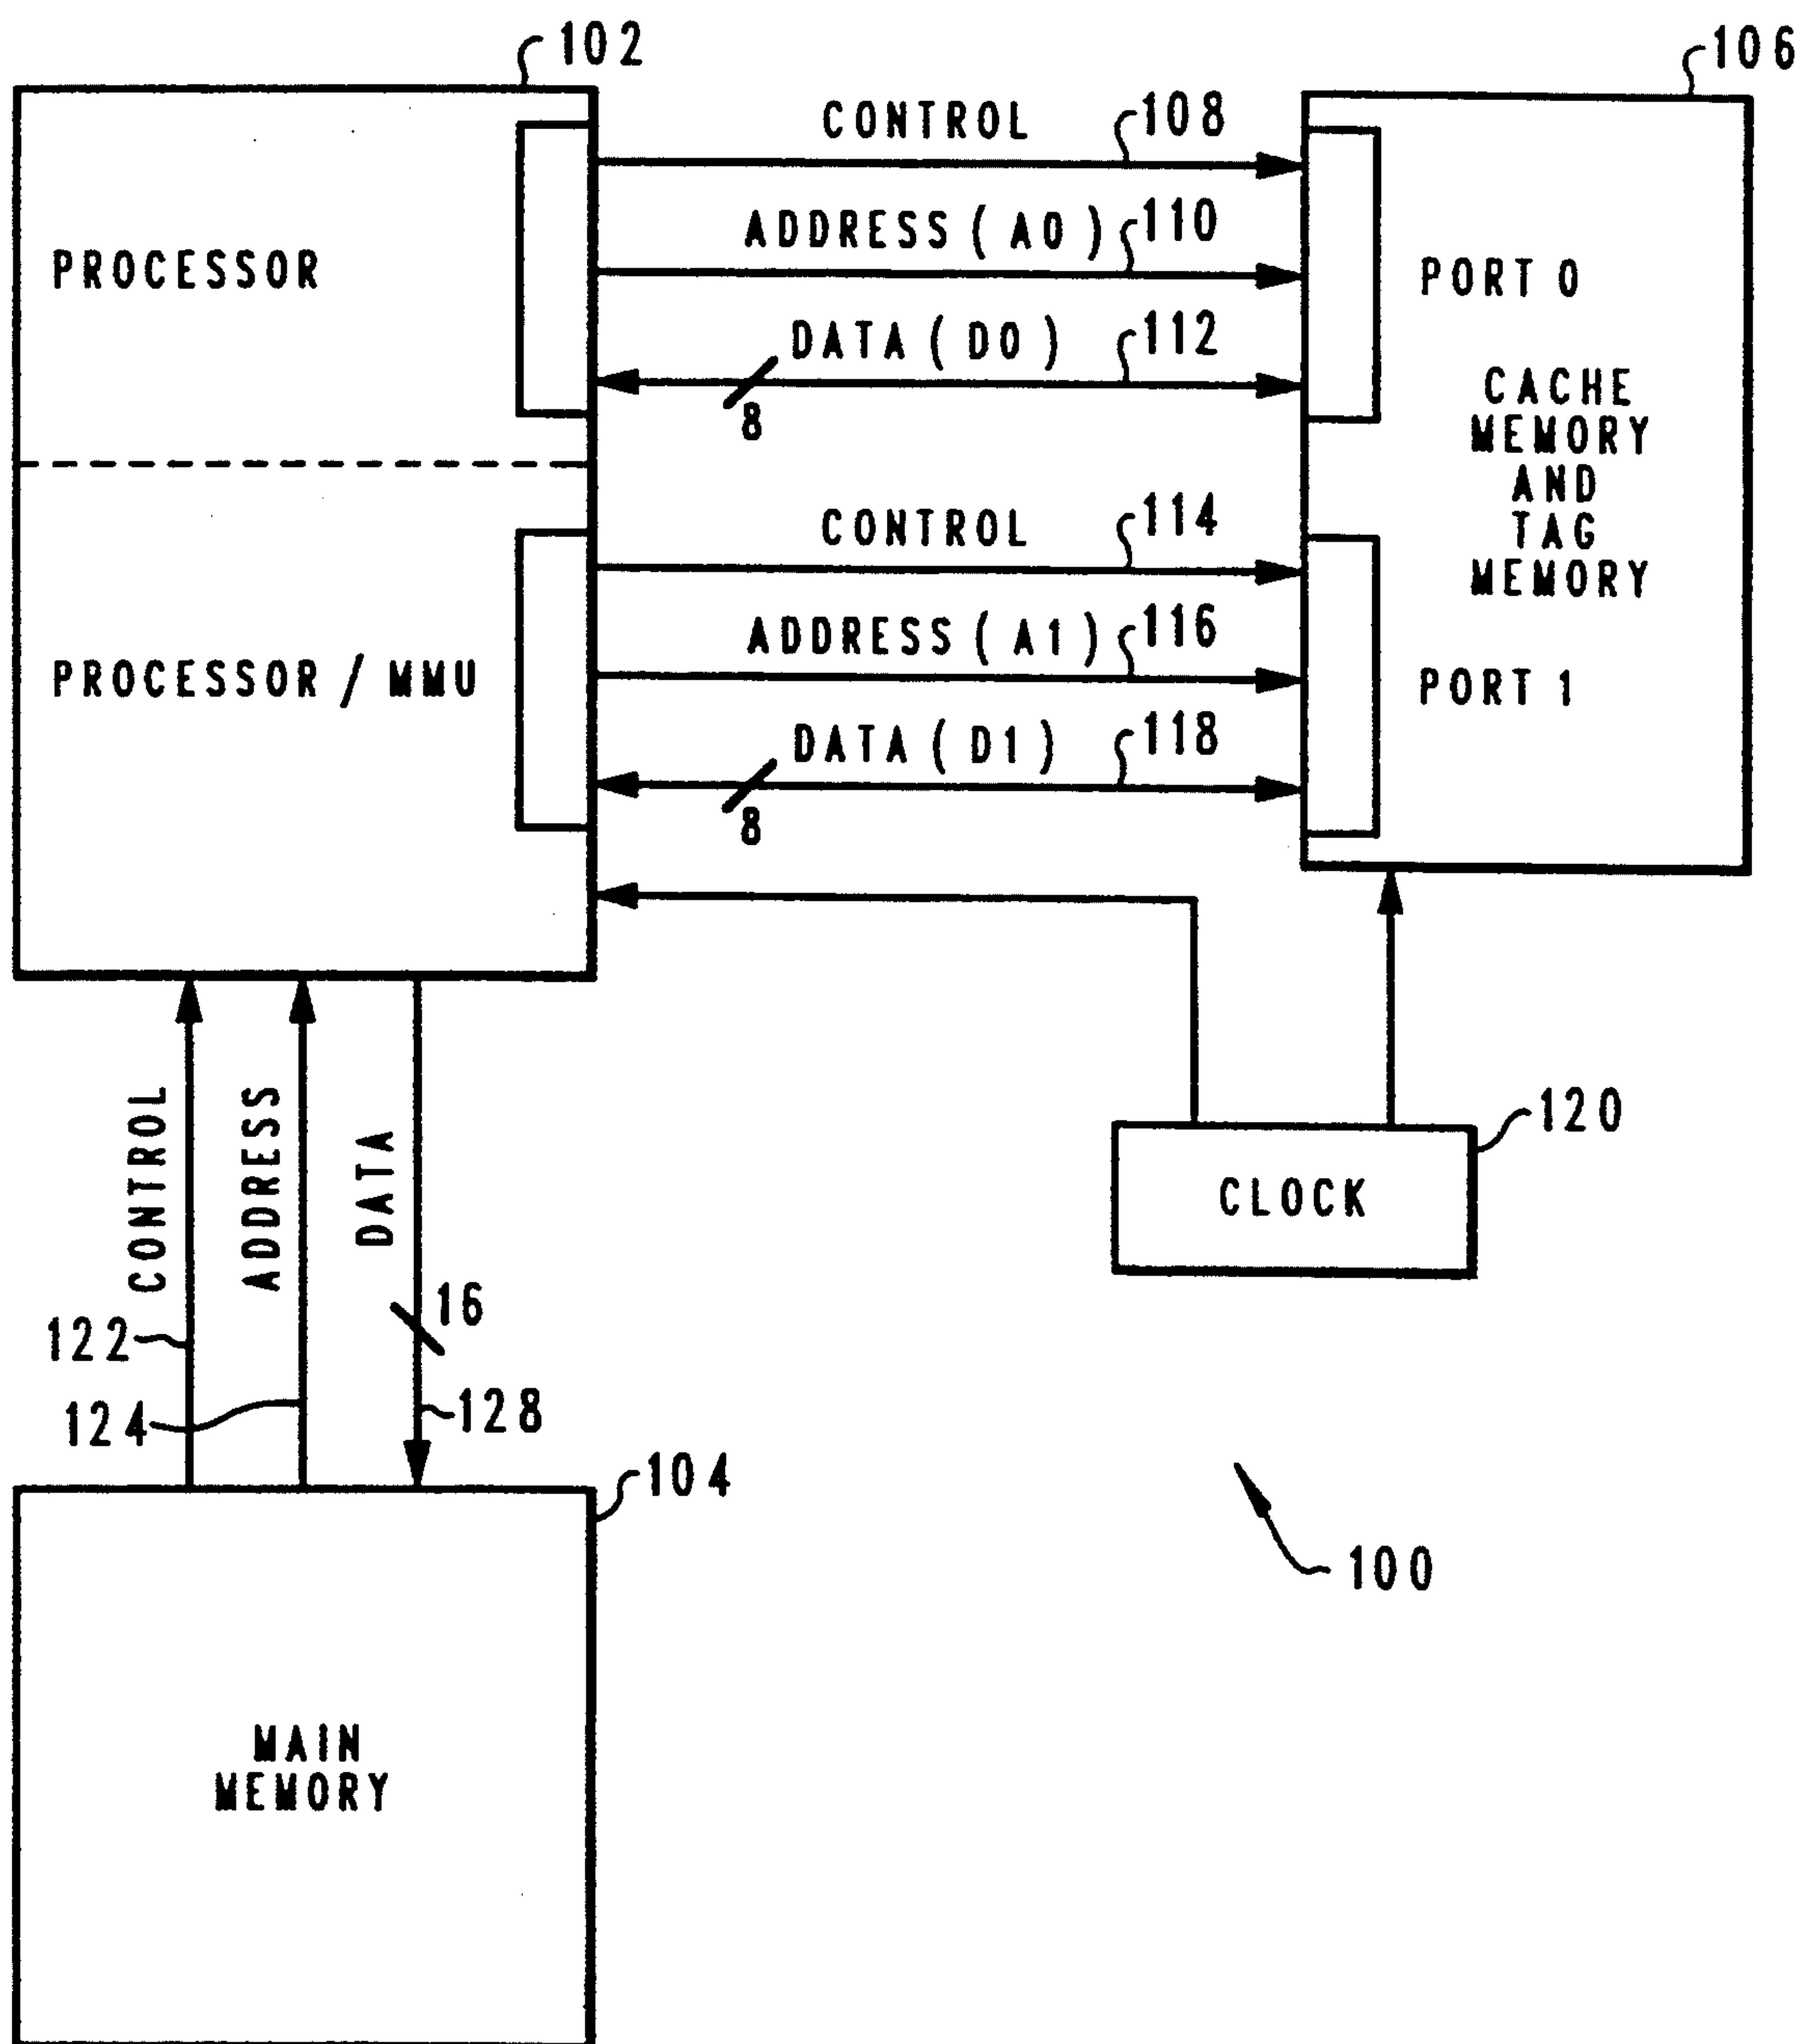 102
106
CONTROL
108
ADDRESS (A0)
110
PROCESSOR
PORT 0
DATA (D0)
112
8
CACHE
MEMORY
AND
TAG
MEMORY
CONTROL
114
ADDRESS (A1)
116
PROCESSOR / MMU
PORT 1
DATA (D1)
118
8
CONTROL
ADDRESS
DATA
120
CLOCK
16
122
124
128
104
100
MAIN
MEMORY